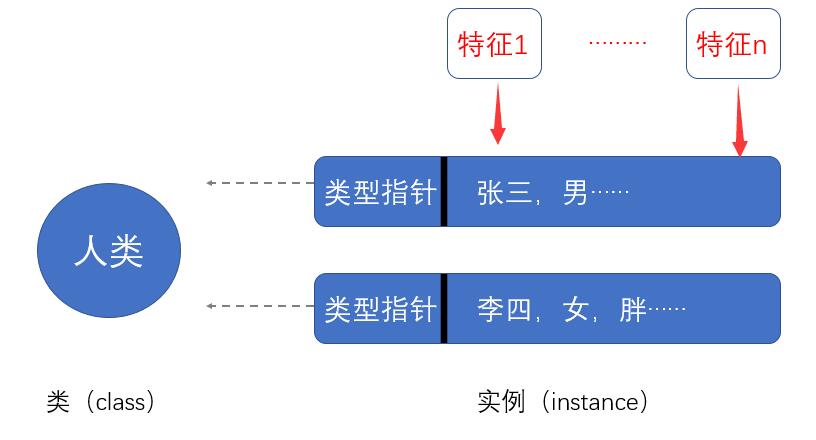 特征1 ……… 特征n
类型指针 张三，男……
人类
类型指针 李四，女，胖……
类（class） 实例（instance）